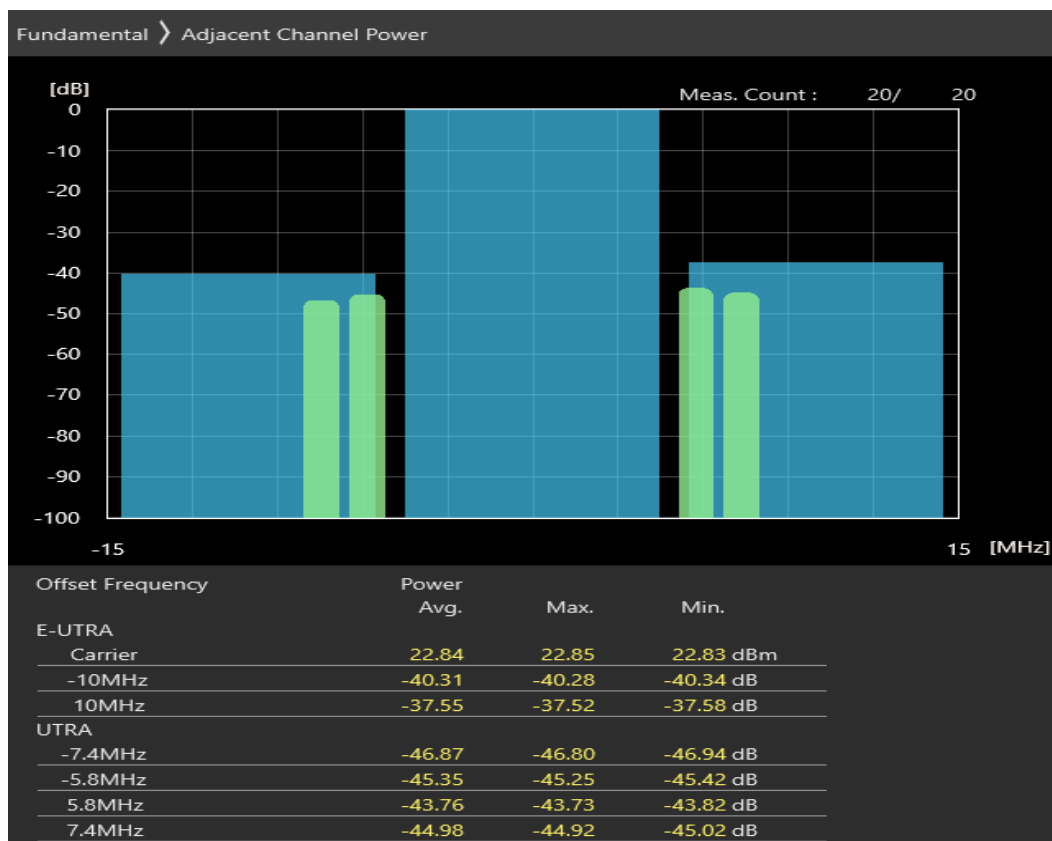 Fundamental 〉 Adjacent Channel Power
[dB]
Meas. Count : 20/ 20
0
-10
-20
-30
-40
-50
-60
-70
-80
-90
-100
-15 15 [MHz]
Offset Frequency Power
Avg. Max. Min.
E-UTRA
Carrier 22.84 22.85 22.83 dBm
-10MHz -40.31 -40.28 -40.34 dB
10MHz -37.55 -37.52 -37.58 dB
UTRA
-7.4MHz -46.87 -46.80 -46.94 dB
-5.8MHz -45.35 -45.25 -45.42 dB
5.8MHz -43.76 -43.73 -43.82 dB
7.4MHz -44.98 -44.92 -45.02 dB